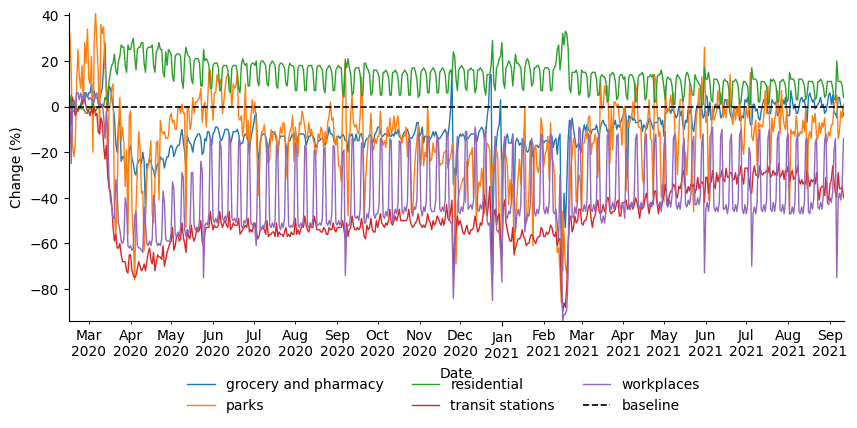 Change (%)
40
20
0
−20
−40
−60
−80
Mar Apr May Jun Jul Aug Sep Oct Nov Dec Jan Feb Mar Apr May Jun Jul Aug Sep
2020 2020 2020 2020 2020 2020 2020 2020 2020 2020 2021 2021 2021 2021 2021 2021 2021 2021 2021
Date
grocery and pharmacy residential workplaces
parks transit stations baseline